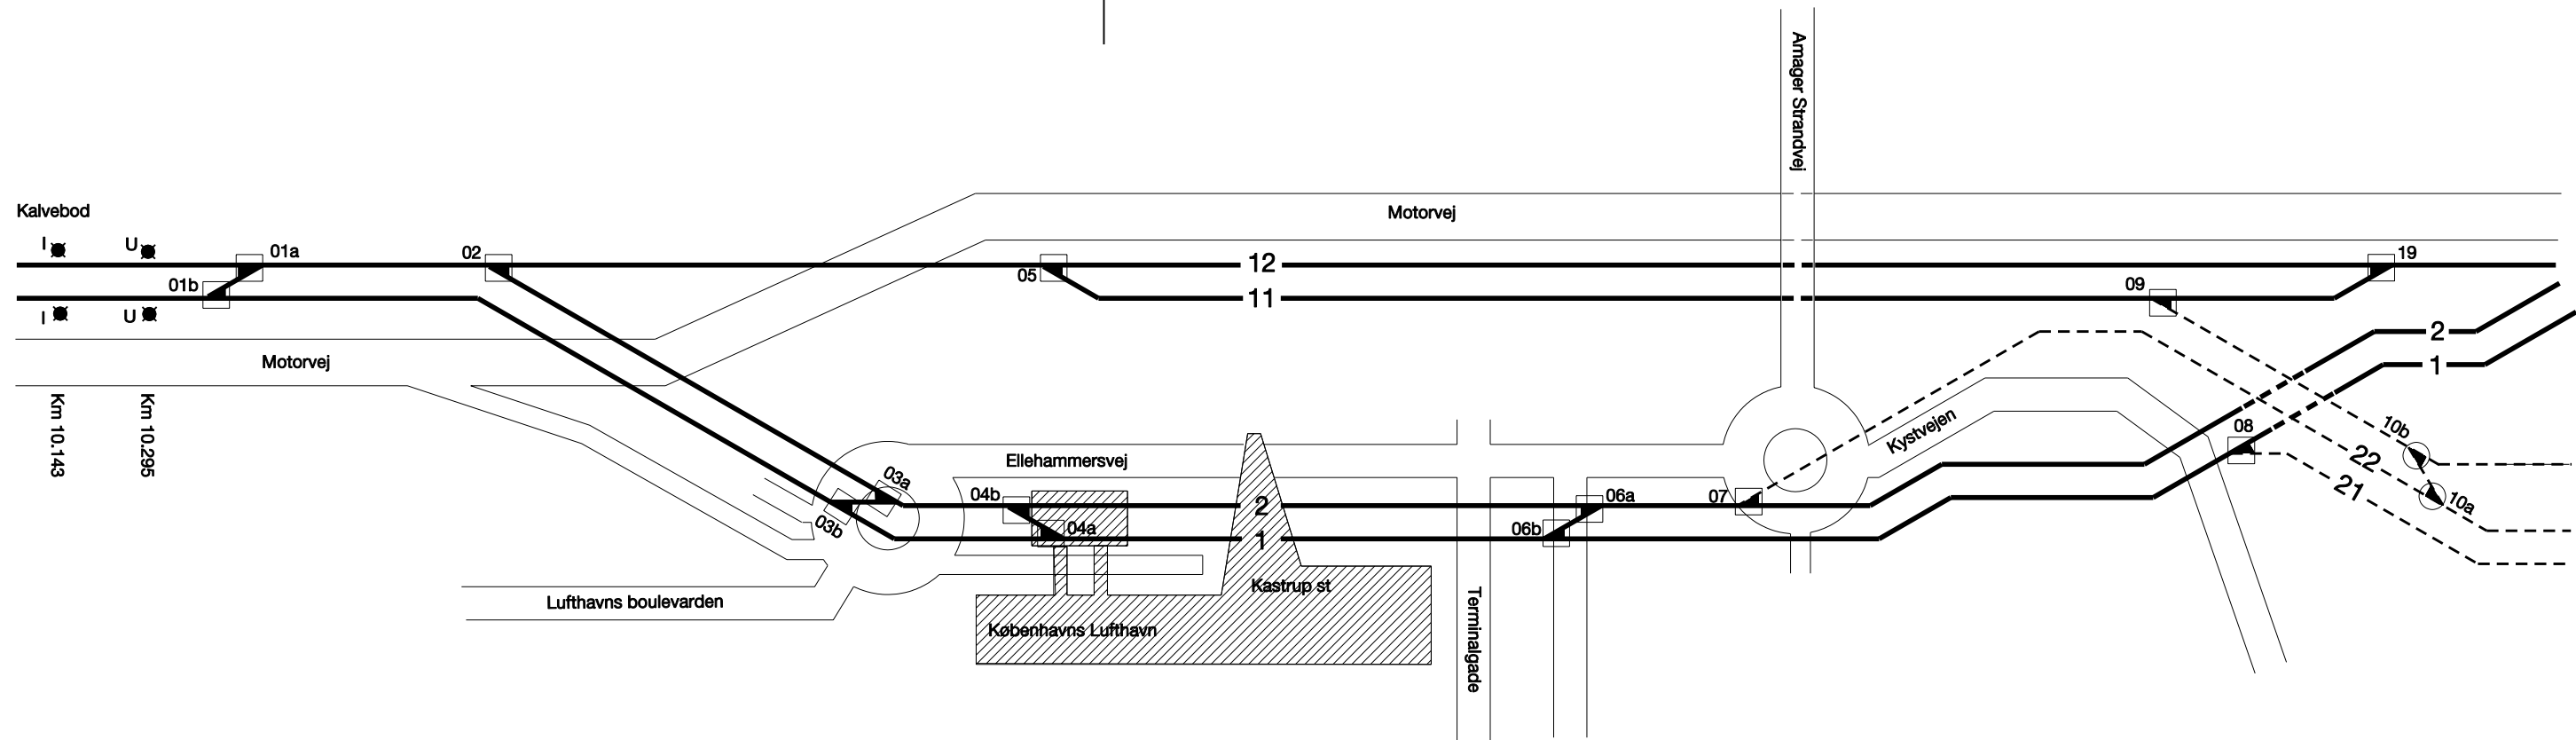 Amager Strandvej
Kalvebod
Motorvej
I
U
01a
02
01b
05
12
11
09
19
I
U
Motorvej
2
1
Km 10.143
Km 10.295
Ellehammersvej
Kystvejen
08
10b
22
21
10a
03a
03b
04b
04a
2
1
06a
06b
07
Kastrup st
Lufthavns boulevarden
Københavns Lufthavn
Terminalgade